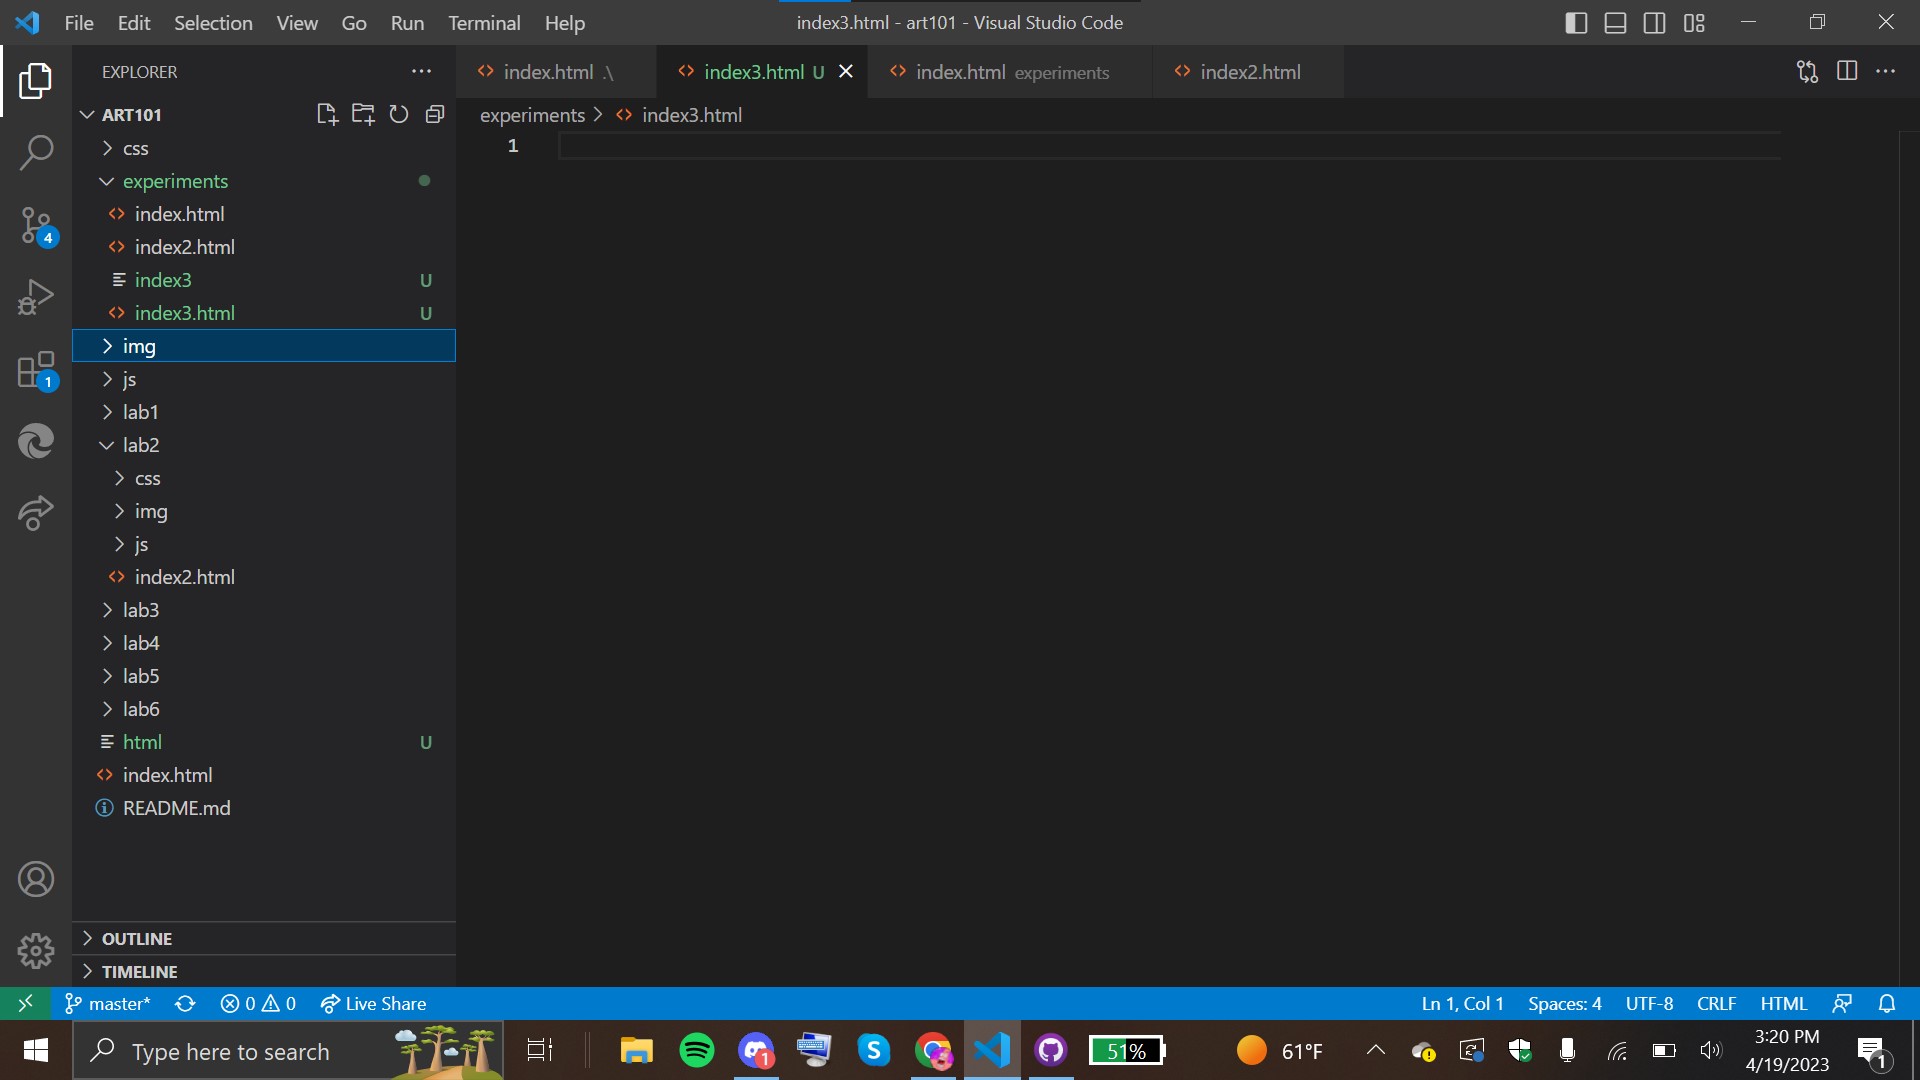 File Edit Selection View Go Run Terminal Help
index3.html - art101 - Visual Studio Code
EXPLORER
index.html .\
index3.html U
index.html experiments
index2.html
ART101
experiments > index3.html
1
css
experiments
index.html
index2.html
index3 U
index3.html U
img
js
lab1
lab2
css
img
js
index2.html
lab3
lab4
lab5
lab6
html U
index.html
README.md
4
1
OUTLINE
TIMELINE
master* 0 0 Live Share
Ln 1, Col 1 Spaces: 4 UTF-8 CRLF HTML
Type here to search
1
51%
61°F
3:20 PM
4/19/2023
1